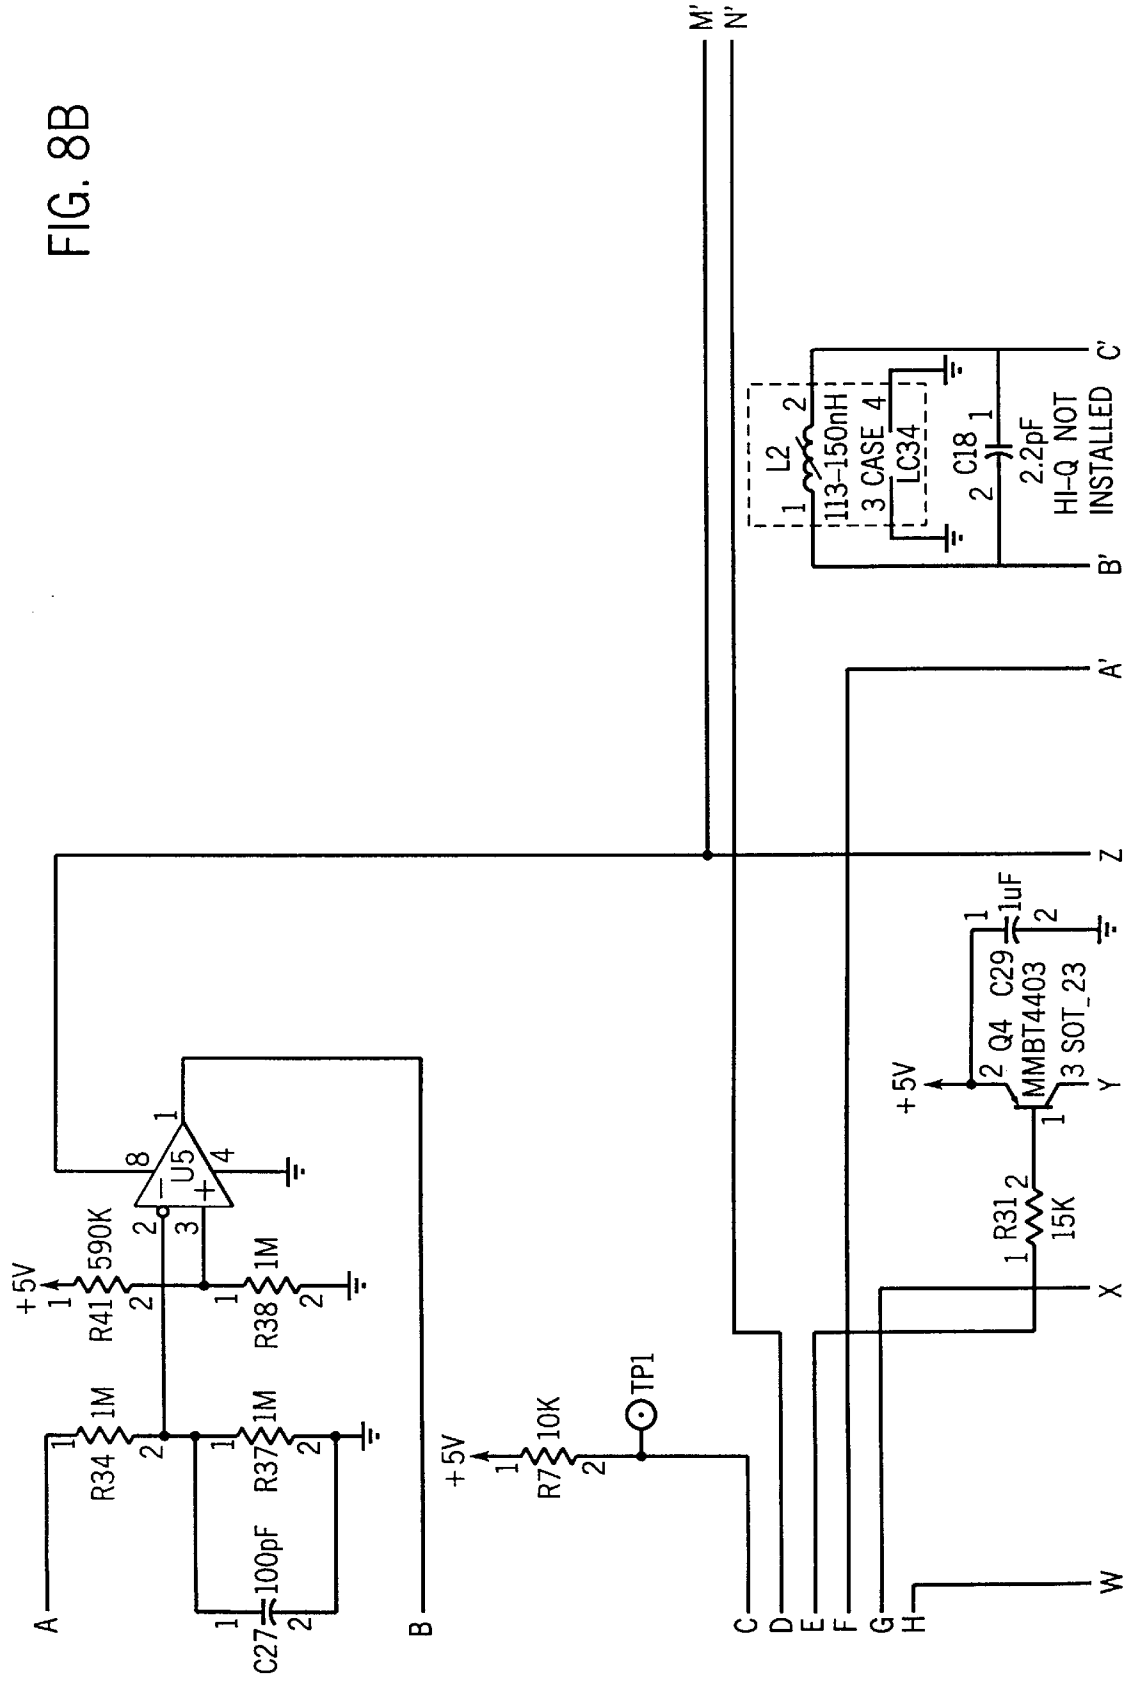 FIG. 8B
A
1
R34 1M
2
1
R37 1M
2
1
C27 100pF
2
+5V
1
R41 590K
2
1
R38 1M
2
2
3
8
−
U5
+
4
1
B
+5V
1
R7 10K
2
TP1
C
D
E
F
G
H
M'
N'
L2
1
2
113–150nH
3 CASE 4
LC34
C18
2
1
2.2pF
HI–Q NOT
INSTALLED
+5V
1
1uF
2
2 Q4 C29
MMBT4403
3 SOT_23
1
R31
1
2
15K
W
X
Y
Z
A'
B'
C'